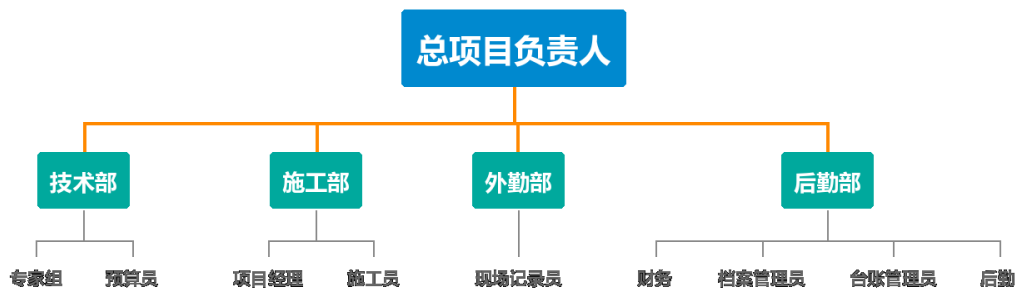 总项目负责人
技术部
施工部
外勤部
后勤部
专家组
预算员
项目经理
施工员
现场记录员
财务
档案管理员
台账管理员
后勤